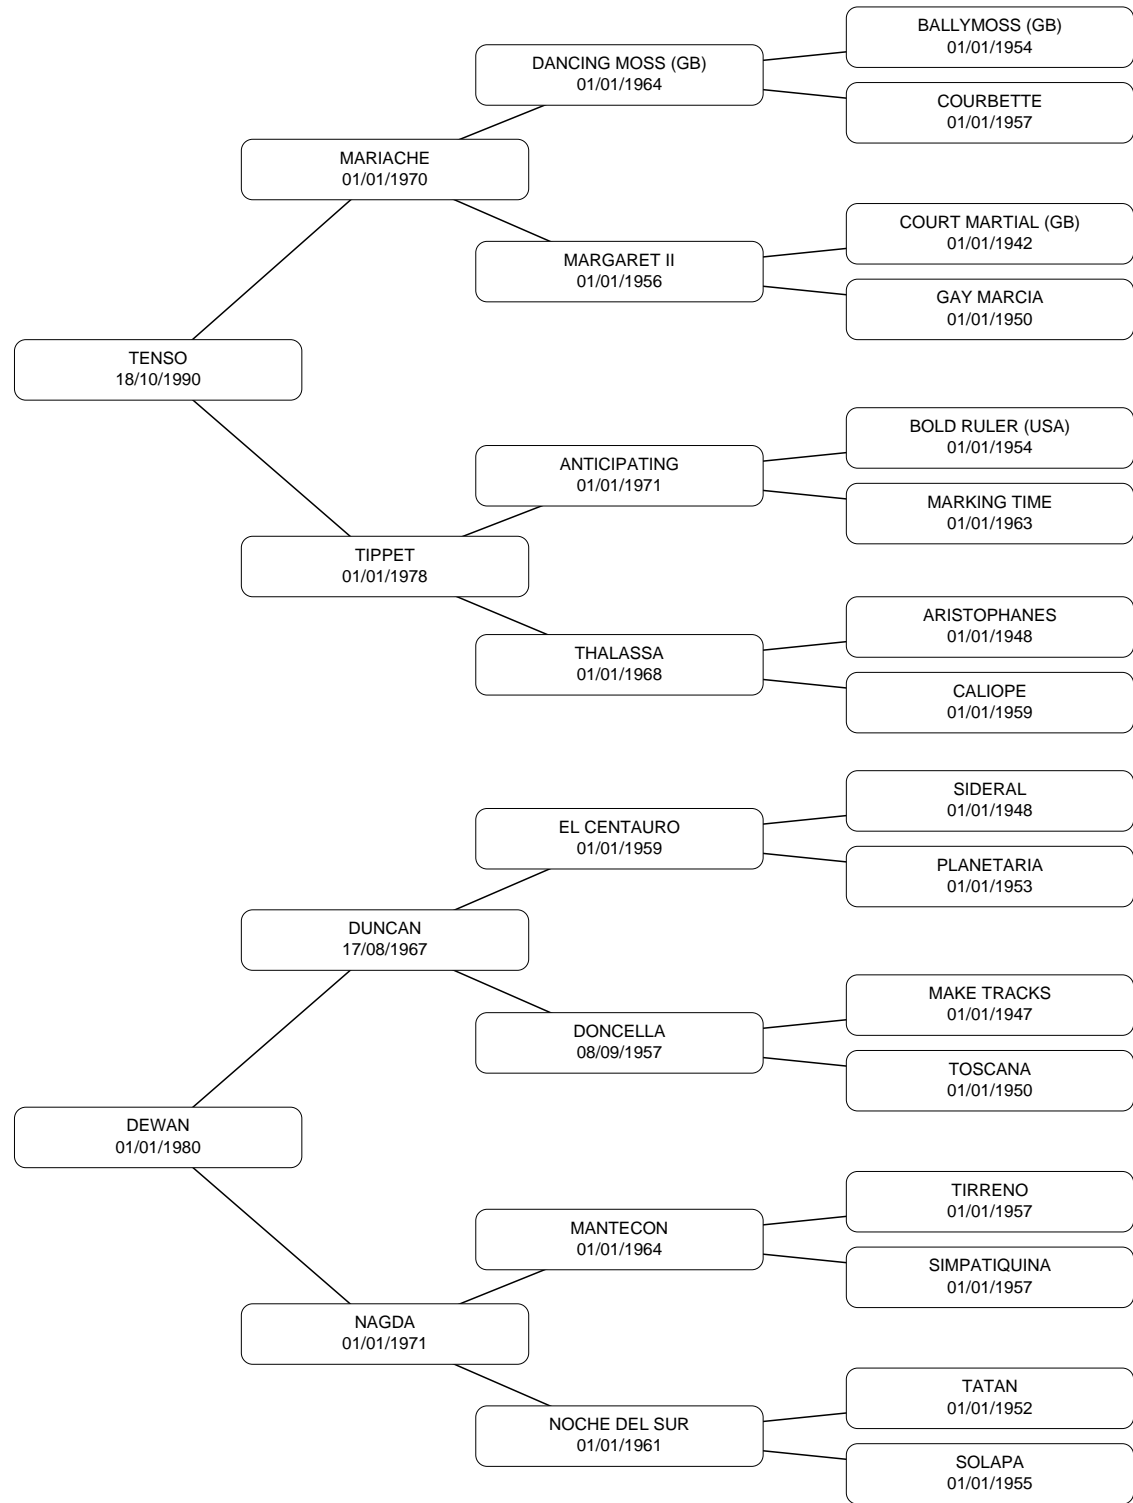 BALLYMOSS (GB)
01/01/1954
DANCING MOSS (GB)
01/01/1964
COURBETTE
01/01/1957
MARIACHE
01/01/1970
COURT MARTIAL (GB)
01/01/1942
MARGARET II
01/01/1956
GAY MARCIA
01/01/1950
TENSO
18/10/1990
BOLD RULER (USA)
01/01/1954
ANTICIPATING
01/01/1971
MARKING TIME
01/01/1963
TIPPET
01/01/1978
ARISTOPHANES
01/01/1948
THALASSA
01/01/1968
CALIOPE
01/01/1959
SIDERAL
01/01/1948
EL CENTAURO
01/01/1959
PLANETARIA
01/01/1953
DUNCAN
17/08/1967
MAKE TRACKS
01/01/1947
DONCELLA
08/09/1957
TOSCANA
01/01/1950
DEWAN
01/01/1980
TIRRENO
01/01/1957
MANTECON
01/01/1964
SIMPATIQUINA
01/01/1957
NAGDA
01/01/1971
TATAN
01/01/1952
NOCHE DEL SUR
01/01/1961
SOLAPA
01/01/1955